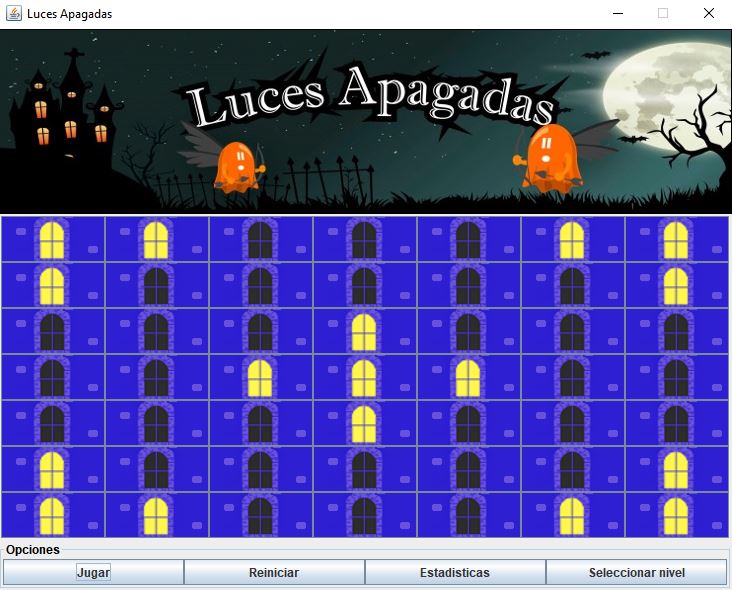 Luces Apagadas
Luces Apagadas
Opciones
Jugar
Reiniciar
Estadisticas
Seleccionar nivel